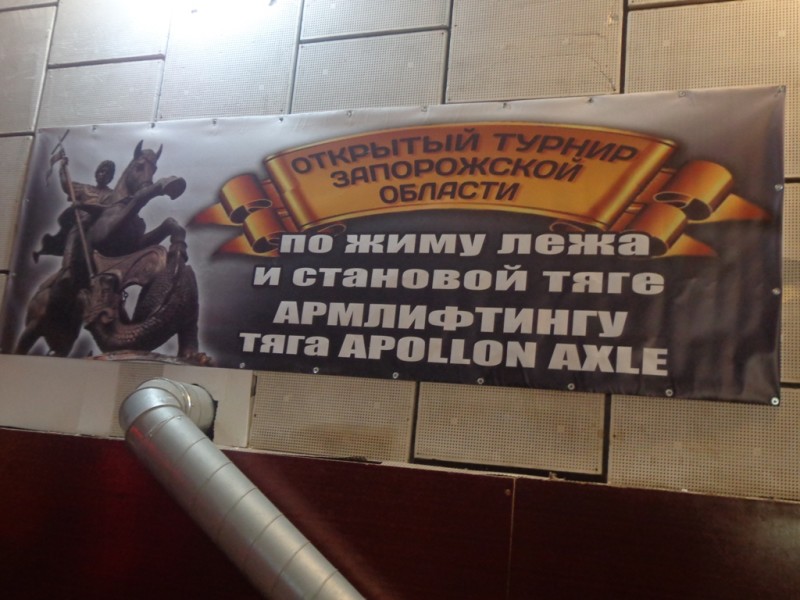 ОТКРЫТЫЙ ТУРНИР
ЗАПОРОЖСКОЙ
ОБЛАСТИ
по жиму лежа
и становой тяге
АРМЛИФТИНГУ
тяга APOLLON AXLE